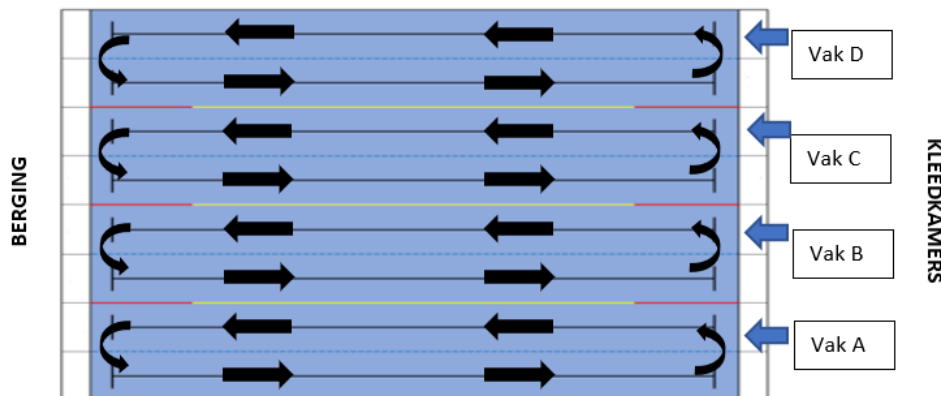 BERGING
Vak D
Vak C
Vak B
Vak A
KLEEDKAMERS